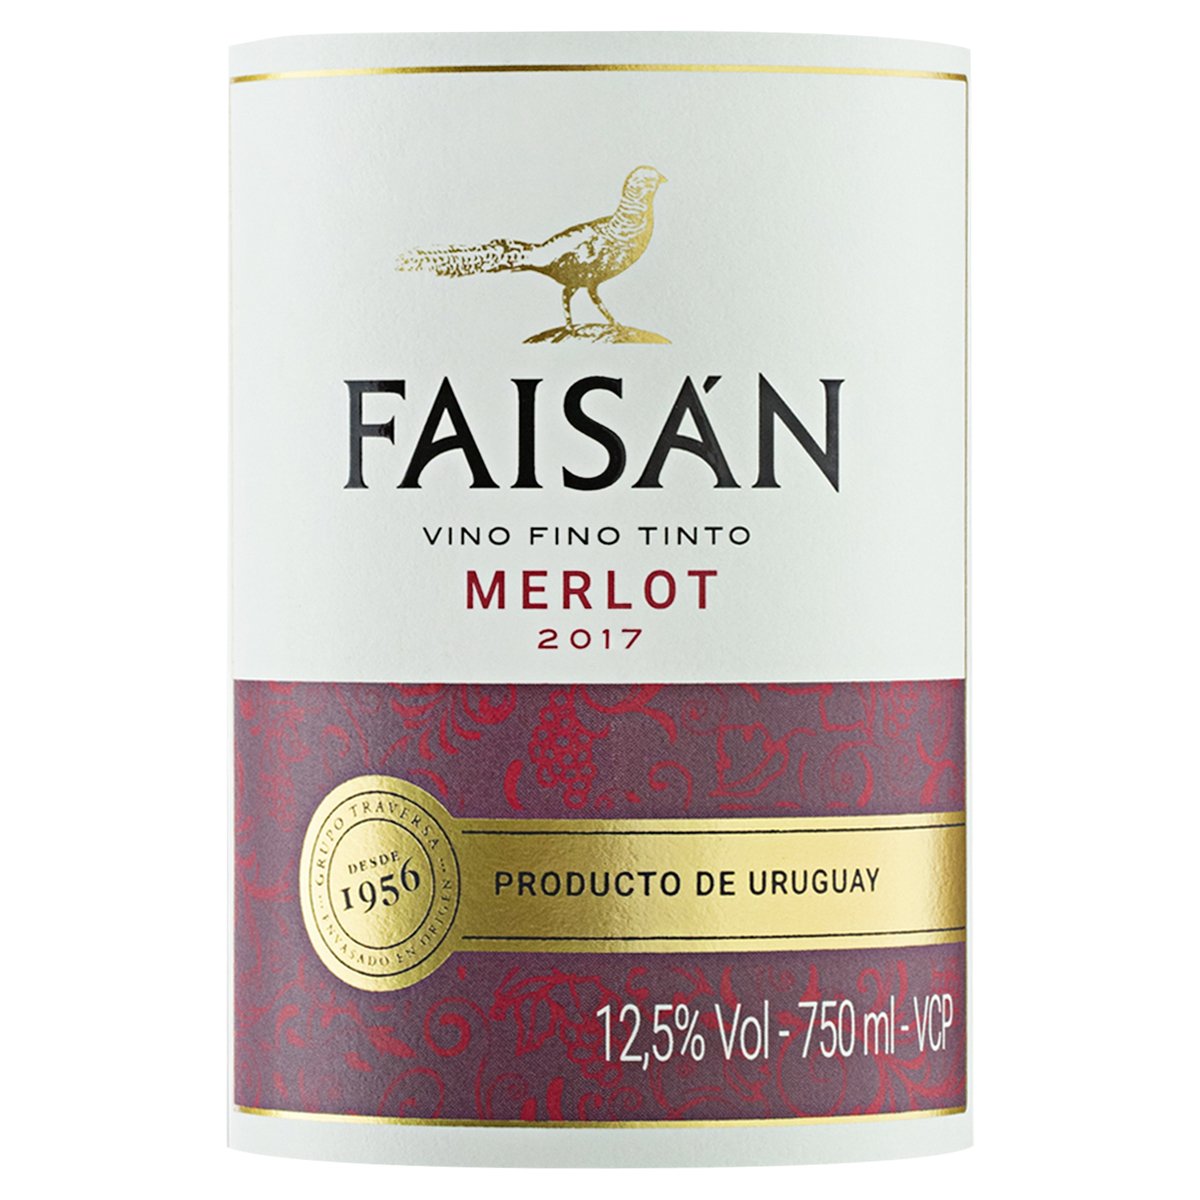 FAISÁN
VINO FINO TINTO
MERLOT
2017
GRUPO TRAVERSA
DESDE
1956
ENVASADO EN ORIGEN
PRODUCTO DE URUGUAY
12,5% Vol - 750 ml - VCP